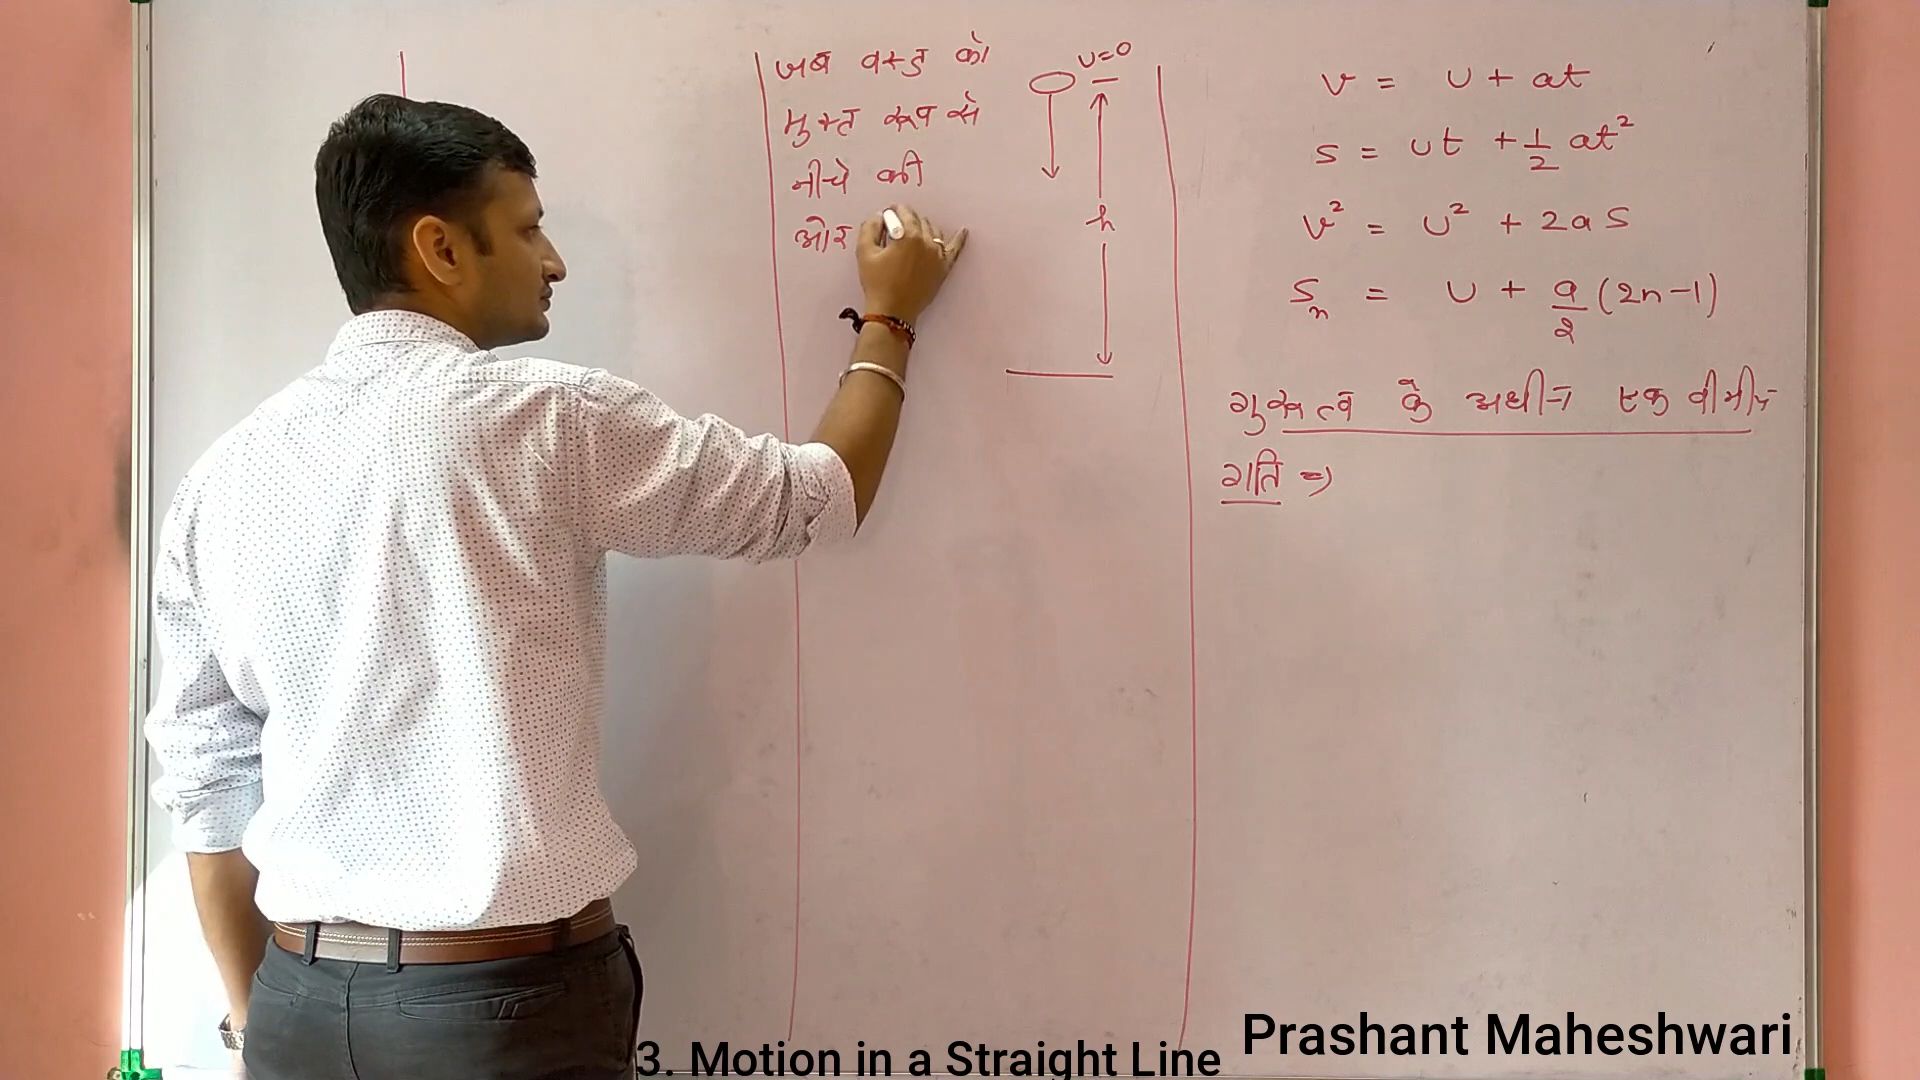 जब वस्तु को
मुक्त रूप से
नीचे की
ओर
u=0
h
v = u + at
s = ut + 1/2 at²
v² = u² + 2as
Sₙ = u + a/2 (2n-1)
गुरूत्व के अधीन एक वीमीय
गति ⇒
3. Motion in a Straight Line
Prashant Maheshwari